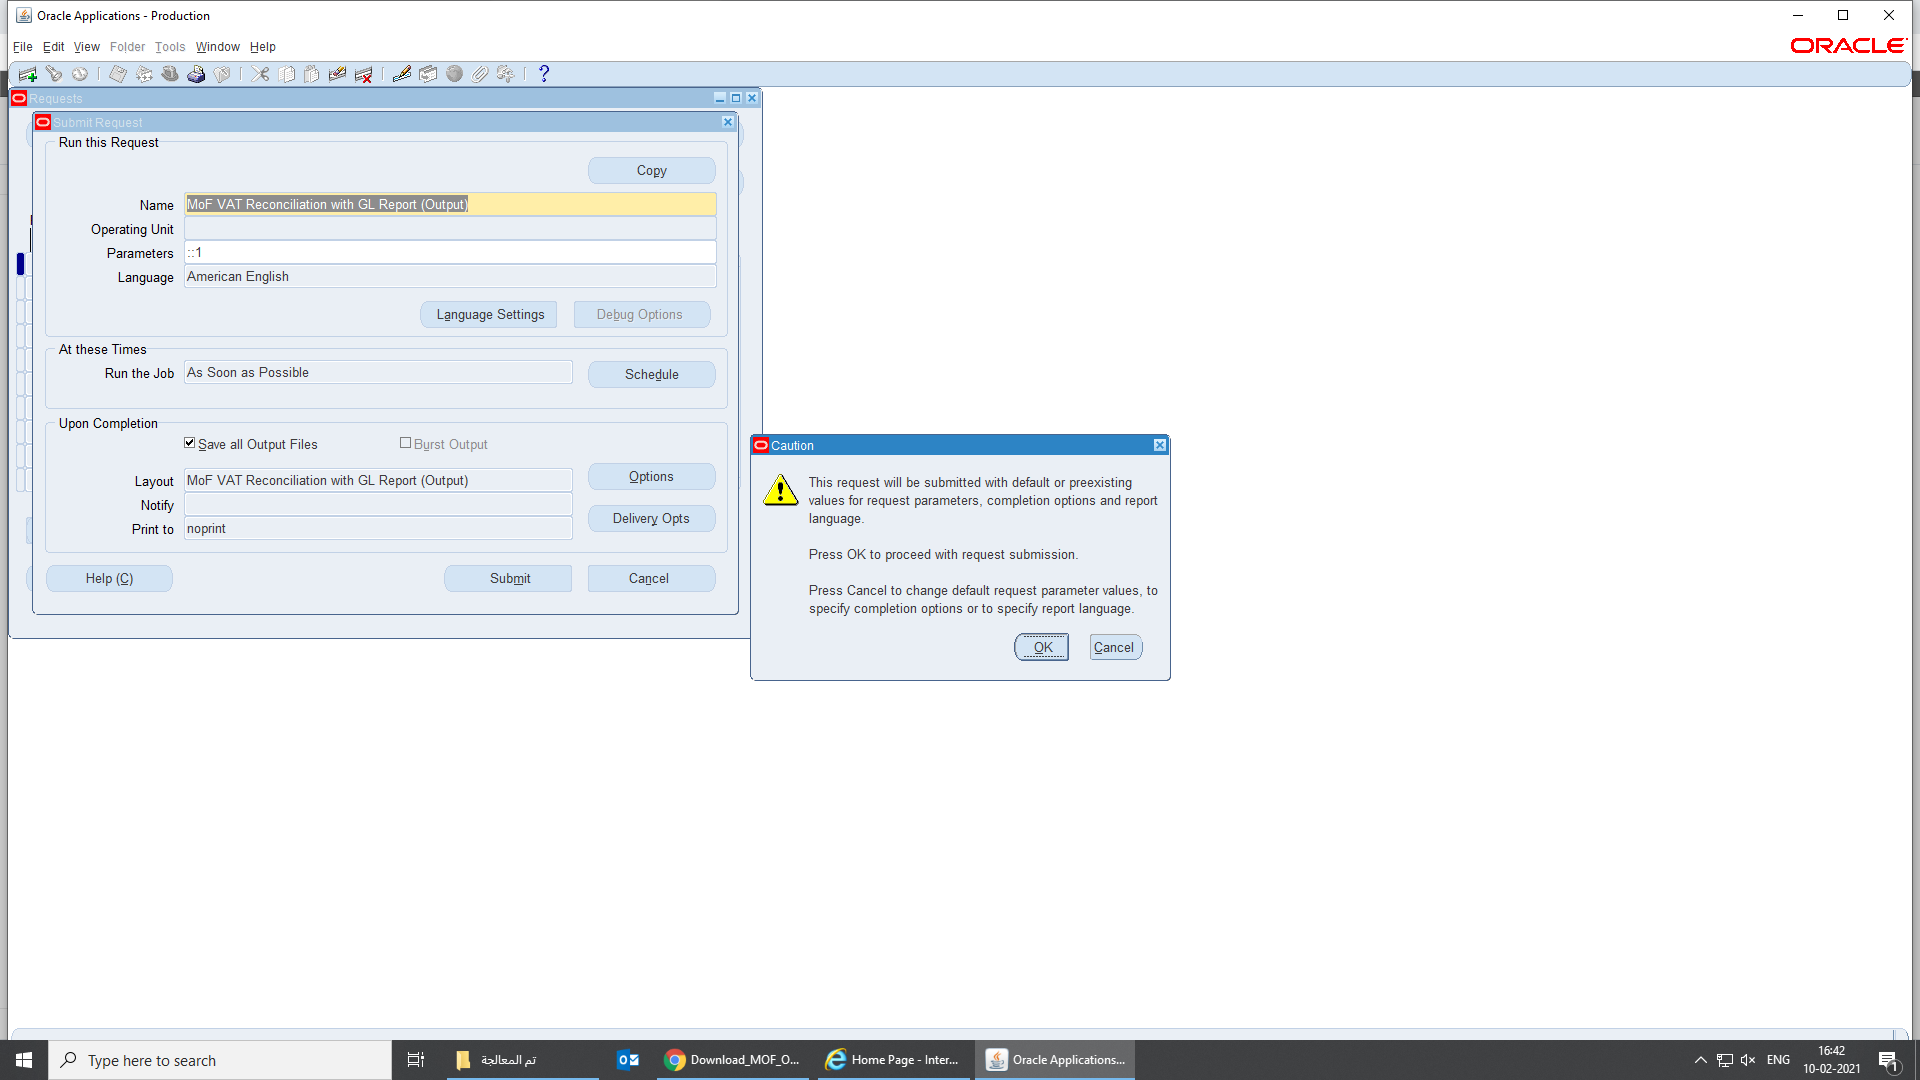 Oracle Applications - Production
File Edit View Folder Tools Window Help
ORACLE
Requests
Submit Request
Run this Request
Copy
Name MoF VAT Reconciliation with GL Report (Output)
Operating Unit
Parameters ::1
Language American English
Language Settings Debug Options
At these Times
Run the Job As Soon as Possible Schedule
Upon Completion
Save all Output Files Burst Output
Layout MoF VAT Reconciliation with GL Report (Output) Options
Notify
Print to noprint Delivery Opts
Help (C) Submit Cancel
Caution
This request will be submitted with default or preexisting
values for request parameters, completion options and report
language.
Press OK to proceed with request submission.
Press Cancel to change default request parameter values, to
specify completion options or to specify report language.
OK Cancel
Type here to search
تم المعالجة
Download_MOF_O...
Home Page - Inter...
Oracle Applications...
ENG
16:42
10-02-2021
1